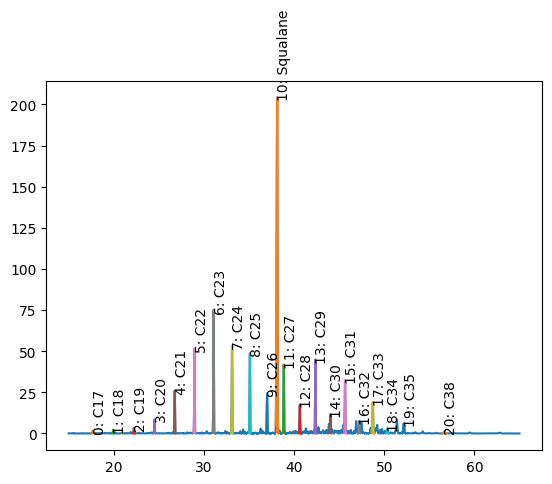 10: Squalane
200
175
150
125
100
75
50
25
0
0: C17
1: C18
2: C19
3: C20
4: C21
5: C22
6: C23
7: C24
8: C25
9: C26
11: C27
12: C28
13: C29
14: C30
15: C31
16: C32
17: C33
18: C34
19: C35
20: C38
20
30
40
50
60